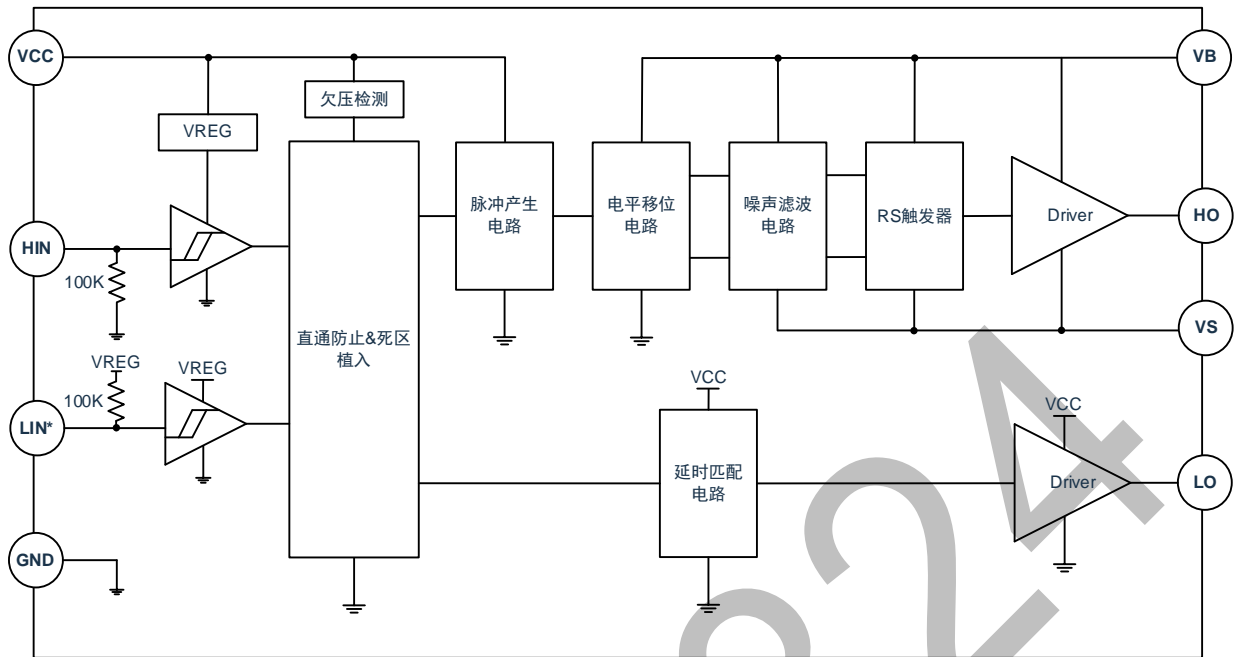 VCC
VB
欠压检测
VREG
脉冲产生
电路
电平移位
电路
噪声滤波
电路
RS触发器
Driver
HO
HIN
100K
直通防止&死区
植入
VS
VREG
100K
VREG
LIN*
VCC
延时匹配
电路
VCC
Driver
LO
GND